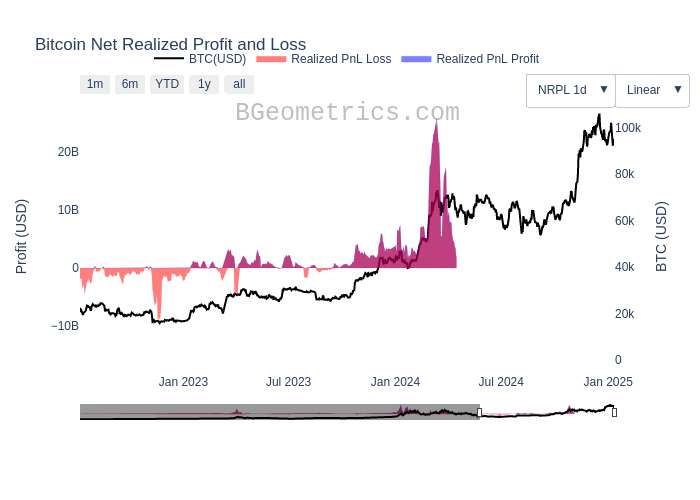 Bitcoin Net Realized Profit and Loss
BTC(USD) Realized PnL Loss Realized PnL Profit
1m 6m YTD 1y all
NRPL 1d ▼ Linear ▼
BGeometrics.com
20B
10B
0
−10B
Profit (USD)
100k
80k
60k
40k
20k
0
BTC (USD)
Jan 2023 Jul 2023 Jan 2024 Jul 2024 Jan 2025